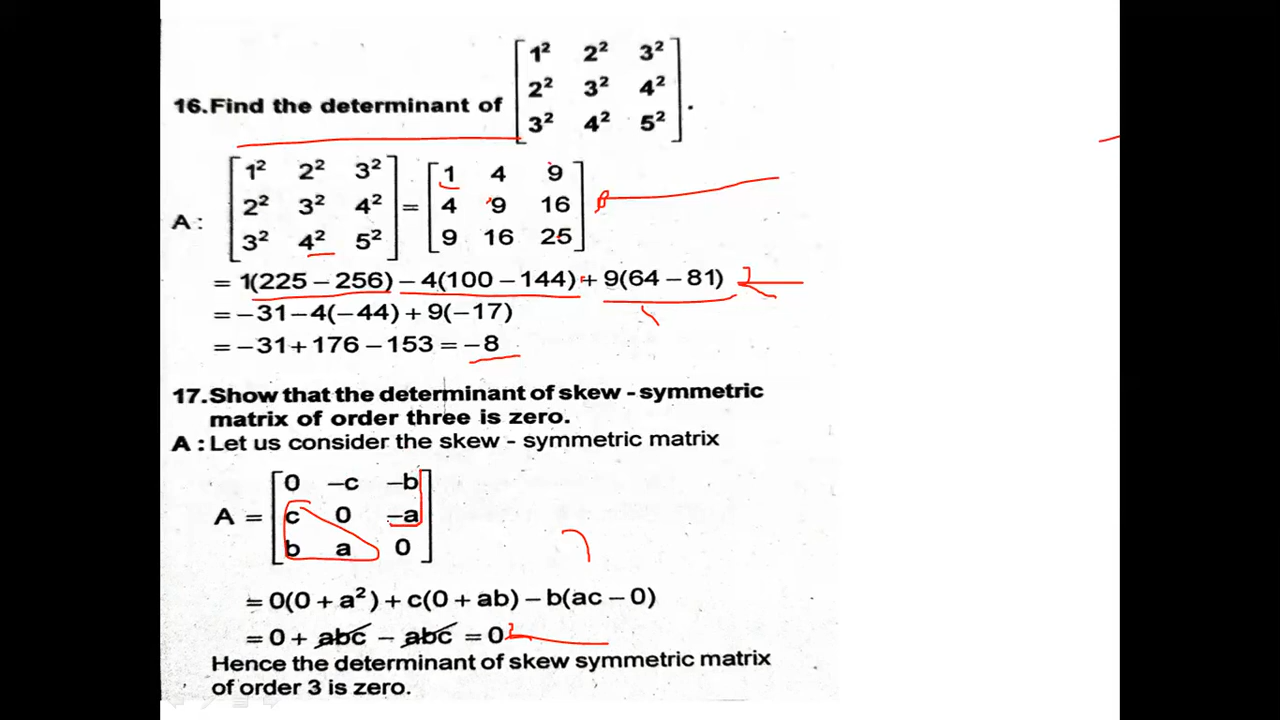 16.Find the determinant of [1² 2² 3²
2² 3² 4²
3² 4² 5²].
A : [1² 2² 3²
2² 3² 4²
3² 4² 5²] = [1 4 9
4 9 16
9 16 25]
= 1(225 − 256) − 4(100 − 144) + 9(64 − 81)
= −31 − 4(−44) + 9(−17)
= −31 + 176 − 153 = −8
17.Show that the determinant of skew - symmetric
matrix of order three is zero.
A : Let us consider the skew - symmetric matrix
A = [0 −c −b
c 0 −a
b a 0]
= 0(0 + a²) + c(0 + ab) − b(ac − 0)
= 0 + abc − abc = 0
Hence the determinant of skew symmetric matrix
of order 3 is zero.